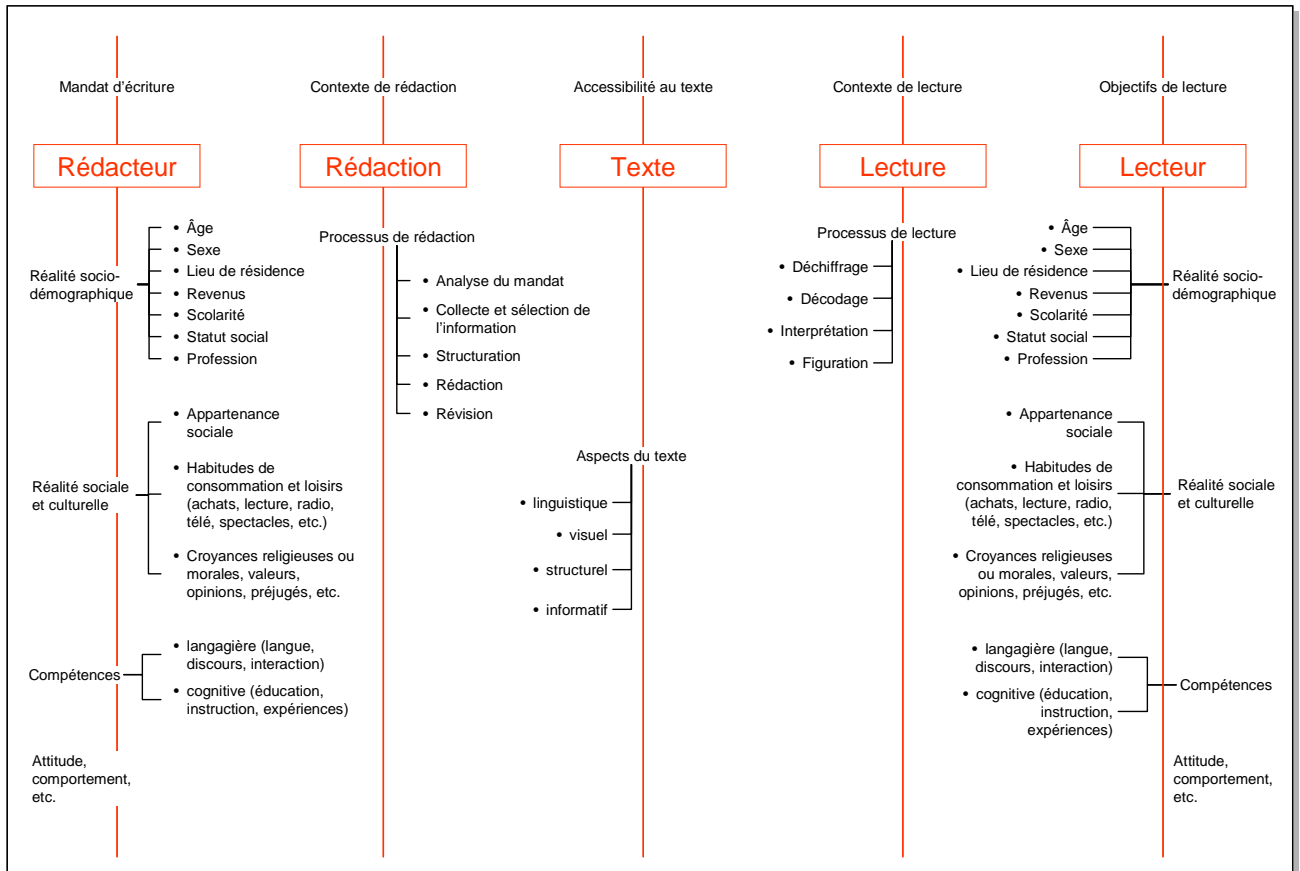 Mandat d'écriture
Contexte de rédaction
Accessibilité au texte
Contexte de lecture
Objectifs de lecture
Rédacteur
Rédaction
Texte
Lecture
Lecteur
Réalité socio-
démographique
• Âge
• Sexe
• Lieu de résidence
• Revenus
• Scolarité
• Statut social
• Profession
Réalité sociale
et culturelle
• Appartenance
sociale
• Habitudes de
consommation et loisirs
(achats, lecture, radio,
télé, spectacles, etc.)
• Croyances religieuses ou
morales, valeurs,
opinions, préjugés, etc.
Compétences
• langagière (langue,
discours, interaction)
• cognitive (éducation,
instruction, expériences)
Attitude,
comportement,
etc.
Processus de rédaction
• Analyse du mandat
• Collecte et sélection de
l'information
• Structuration
• Rédaction
• Révision
Aspects du texte
• linguistique
• visuel
• structurel
• informatif
Processus de lecture
• Déchiffrage
• Décodage
• Interprétation
• Figuration
• Âge
• Sexe
• Lieu de résidence
• Revenus
• Scolarité
• Statut social
• Profession
Réalité socio-
démographique
• Appartenance
sociale
• Habitudes de
consommation et loisirs
(achats, lecture, radio,
télé, spectacles, etc.)
• Croyances religieuses
ou morales, valeurs,
opinions, préjugés, etc.
Réalité sociale
et culturelle
• langagière (langue,
discours, interaction)
• cognitive (éducation,
instruction,
expériences)
Compétences
Attitude,
comportement,
etc.